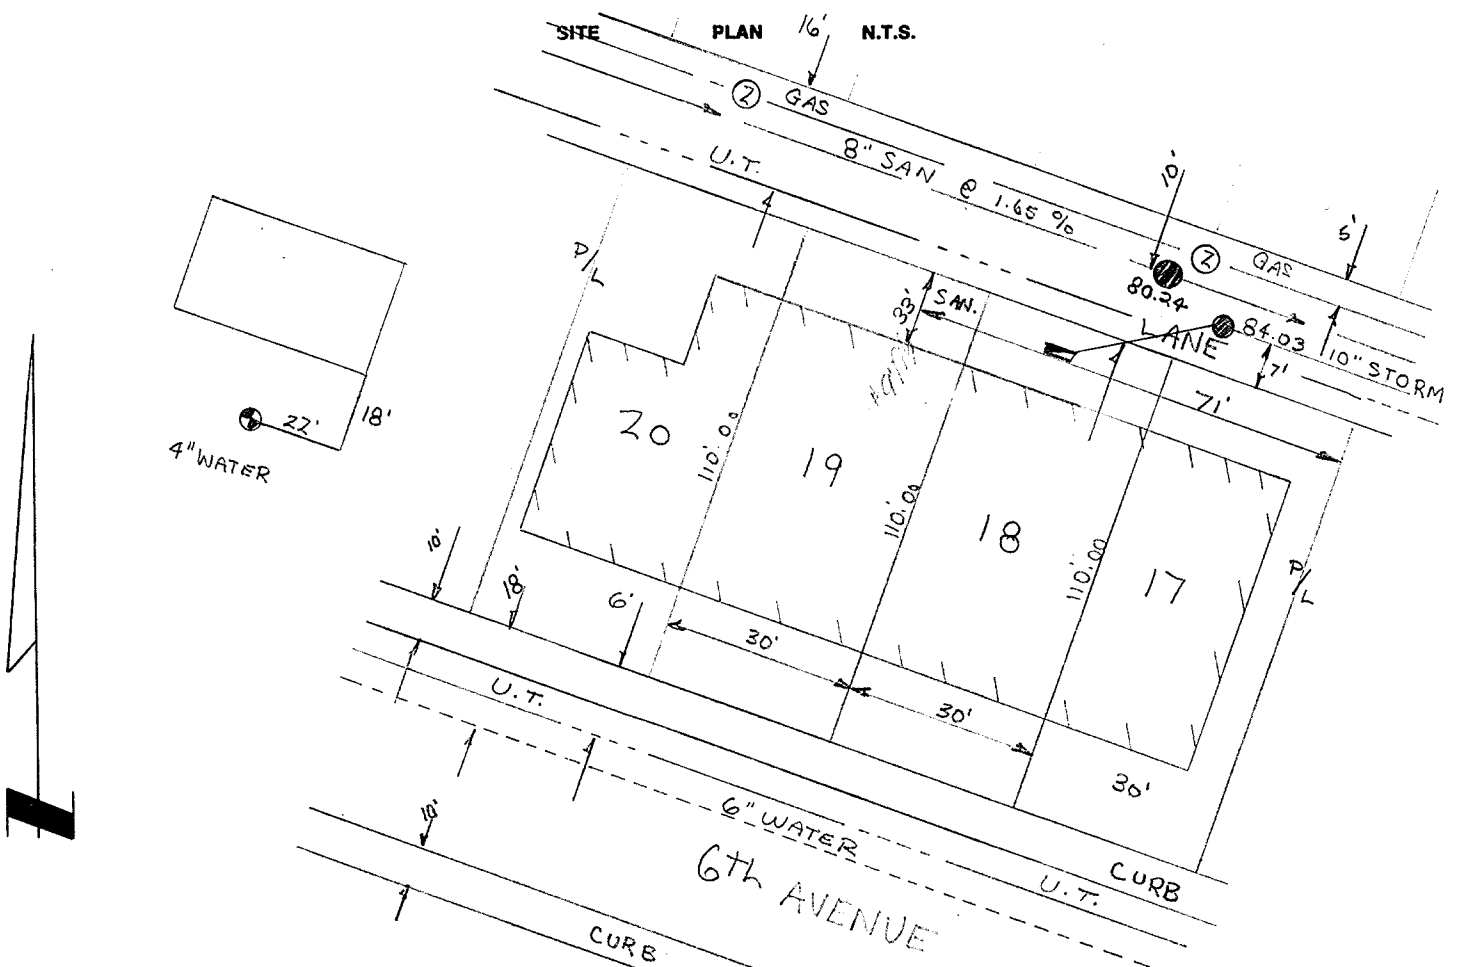 SITE PLAN 16' N.T.S.
2 GAS
8" SAN @ 1.65 %
U.T.
10'
5'
2 GAS
80.24
P/L
SAN.
33'
LANE
84.03
7'
10" STORM
71'
18'
22'
4" WATER
20
110'.00
19
110'.00
18
110'.00
17
P/L
10'
18'
6'
30'
30'
30'
U.T.
10'
6" WATER
6th AVENUE
CURB
U.T.
CURB